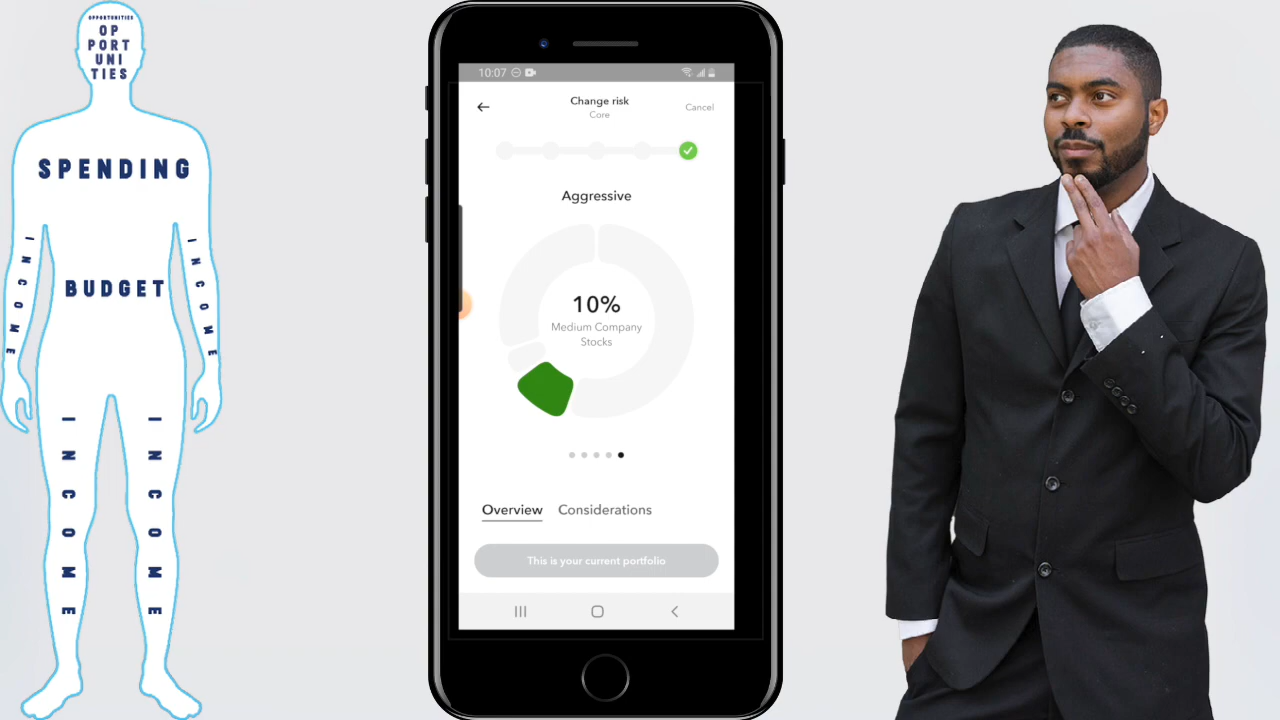 OPPORTUNITIES
OP
PORT
UNI
TIES
SPENDING
BUDGET
INCOME
INCOME
INCOME
INCOME
10:07
Change risk
Core
Cancel
Aggressive
10%
Medium Company
Stocks
Overview Considerations
This is your current portfolio